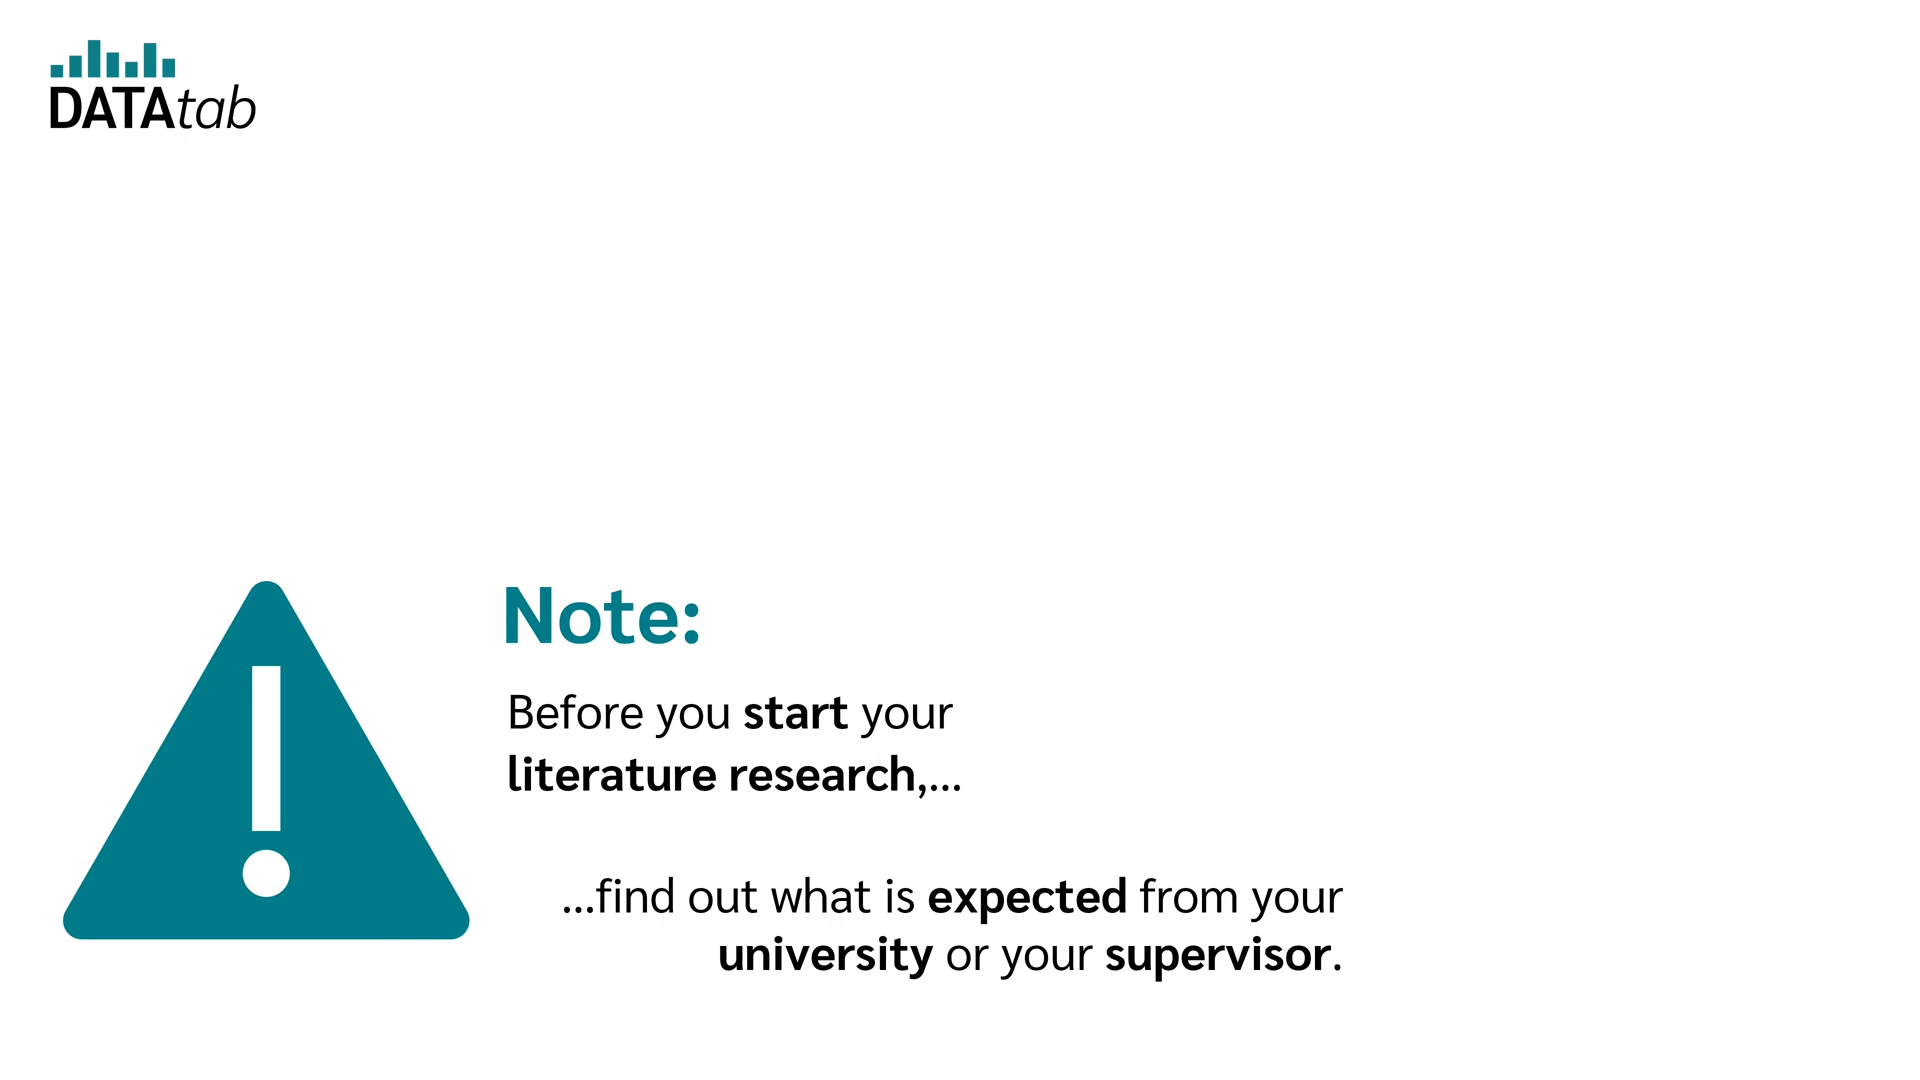 DATAtab
Note:
Before you start your
literature research,...
...find out what is expected from your
university or your supervisor.